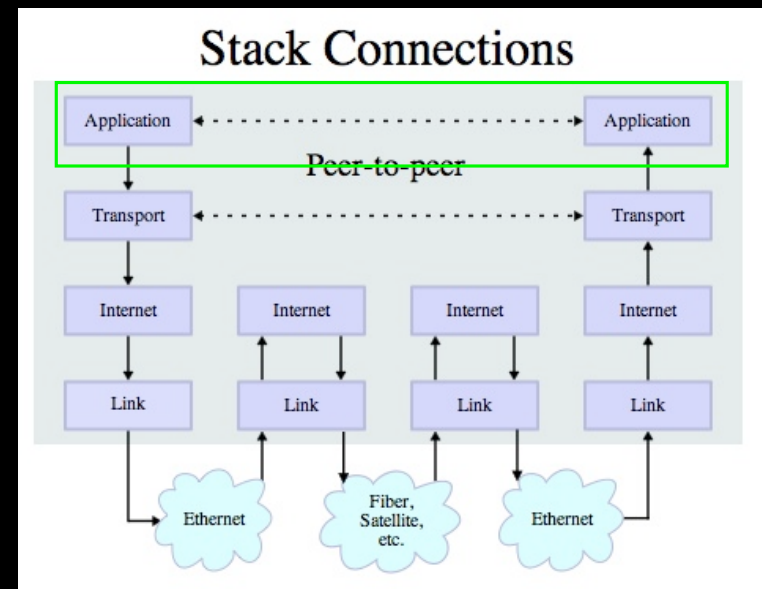 Stack Connections
Application
Application
Peer-to-peer
Transport
Transport
Internet
Internet
Internet
Internet
Link
Link
Link
Link
Ethernet
Fiber,
Satellite,
etc.
Ethernet